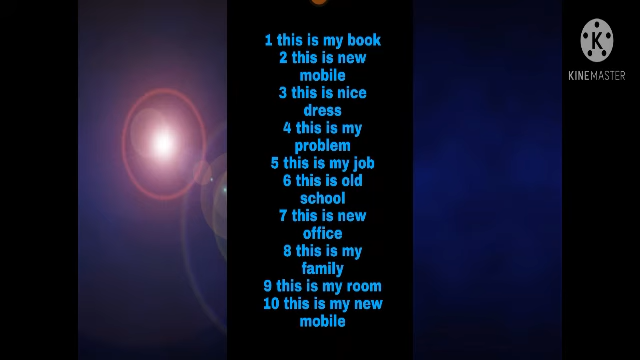 1 this is my book
2 this is new
mobile
3 this is nice
dress
4 this is my
problem
5 this is my job
6 this is old
school
7 this is new
office
8 this is my
family
9 this is my room
10 this is my new
mobile
K
KINEMASTER